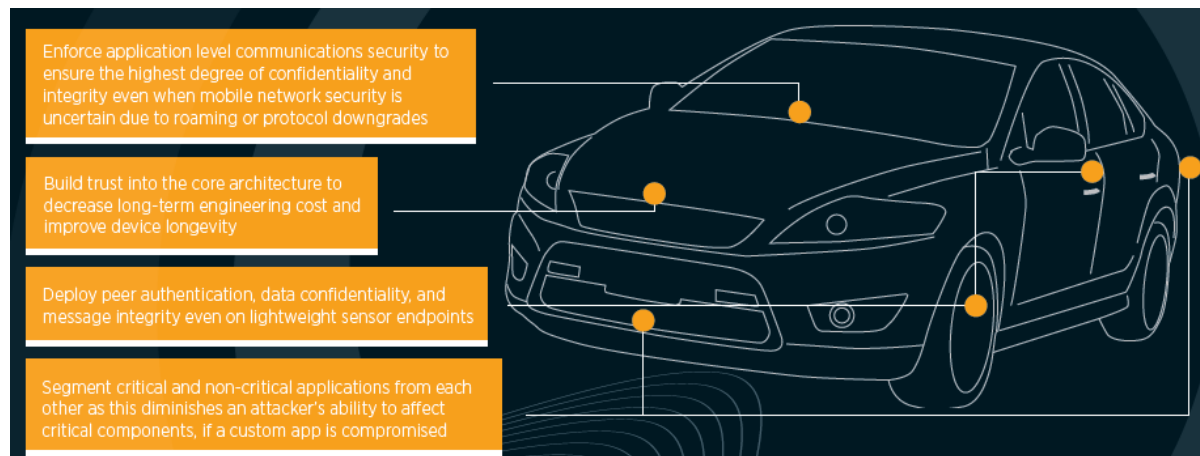 Enforce application level communications security to
ensure the highest degree of confidentiality and
integrity even when mobile network security is
uncertain due to roaming or protocol downgrades
Build trust into the core architecture to
decrease long-term engineering cost and
improve device longevity
Deploy peer authentication, data confidentiality, and
message integrity even on lightweight sensor endpoints
Segment critical and non-critical applications from each
other as this diminishes an attacker's ability to affect
critical components, if a custom app is compromised